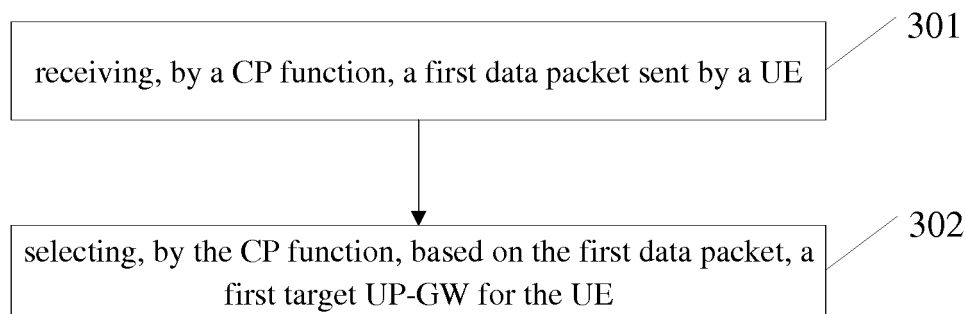 301
receiving, by a CP function, a first data packet sent by a UE
302
selecting, by the CP function, based on the first data packet, a
first target UP-GW for the UE